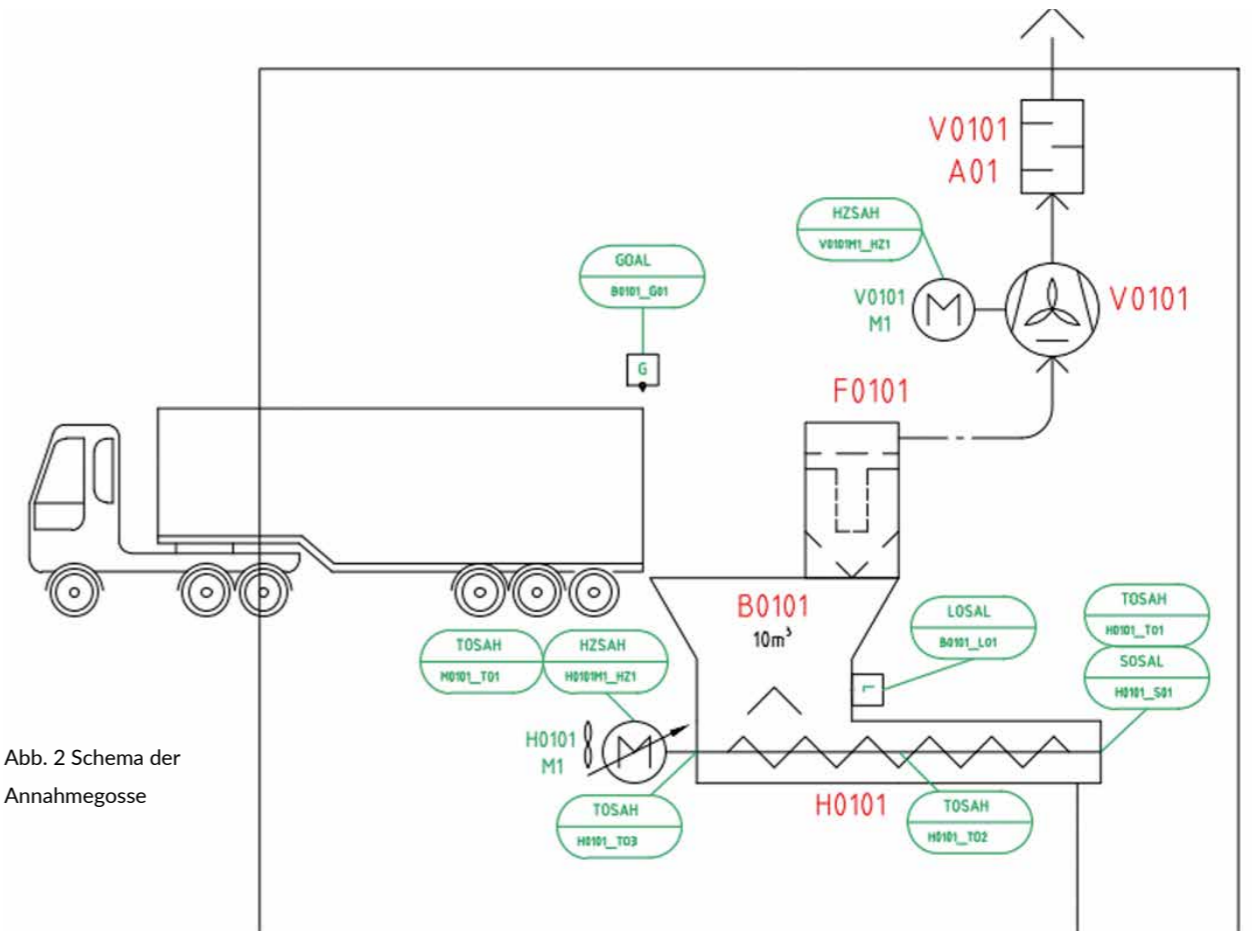 V0101
A01
HZSAH
V0101M1_HZ1
GOAL
B0101_G01
V0101
M1
M
V0101
G
F0101
B0101
10m³
LOSAL
B0101_L01
TOSAH
H0101_T01
TOSAH
M0101_T01
HZSAH
H0101M1_HZ1
SOSAL
H0101_S01
L
H0101
M1
M
Abb. 2 Schema der
Annahmegosse
H0101
TOSAH
H0101_T03
TOSAH
H0101_T02